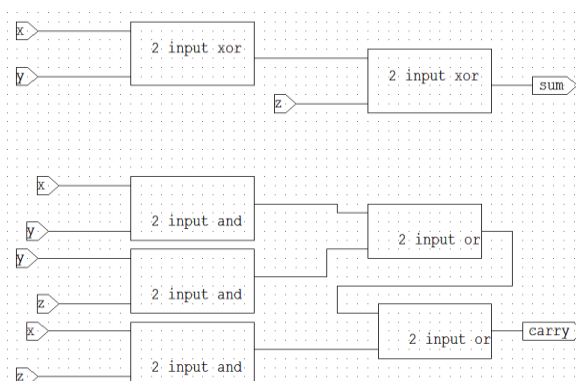 x
2 input xor
y
2 input xor
z
sum
x
2 input and
y
2 input or
y
2 input and
z
x
carry
2 input or
2 input and
z